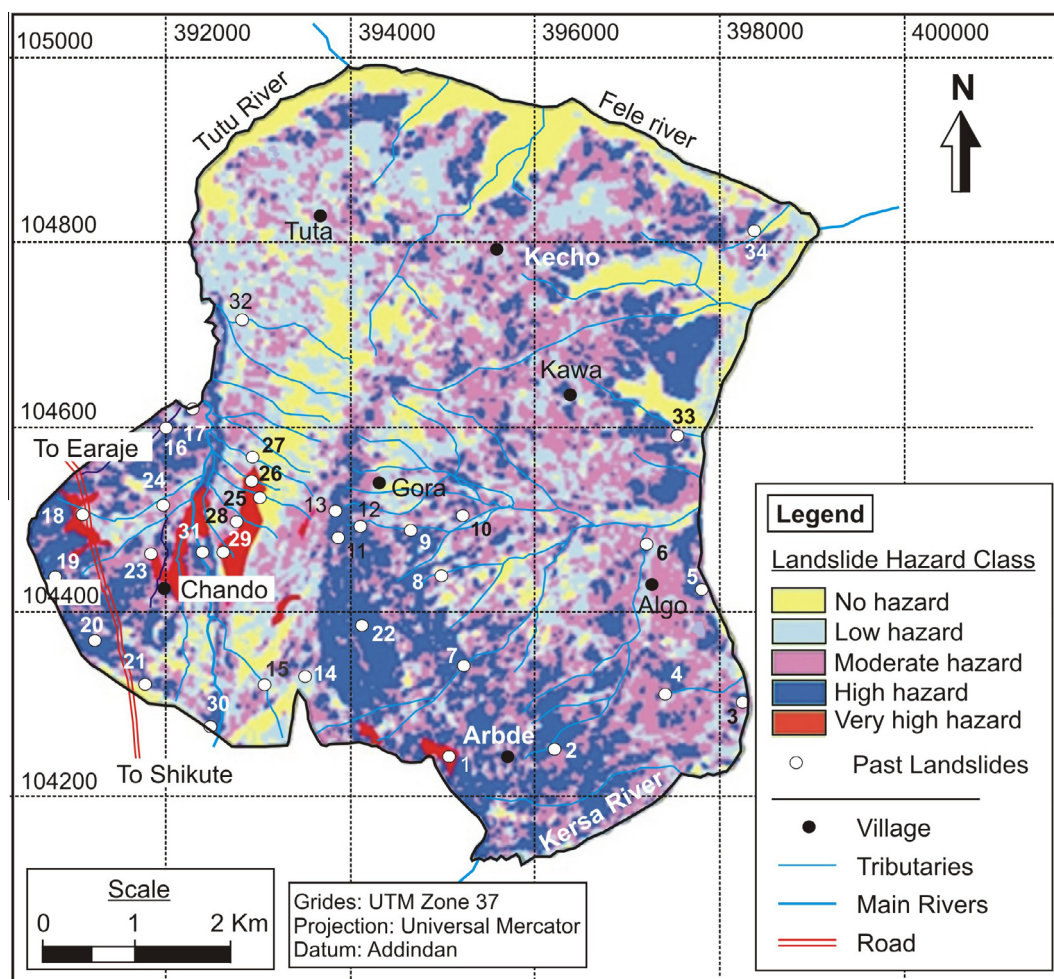 105000
392000
394000
396000
398000
400000
Tutu River
Fele river
N
104800
Tuta
Kecho
34
32
Kawa
104600
17
16
33
To Earaje
27
26
24
25
Gora
18
13
12
28
10
31
29
11
9
6
19
23
8
5
Chando
Algo
104400
20
22
7
21
15
14
4
30
3
Arbde
2
1
To Shikute
104200
Kersa River
Legend
Landslide Hazard Class
No hazard
Low hazard
Moderate hazard
High hazard
Very high hazard
Past Landslides
Village
Tributaries
Main Rivers
Road
Scale
0 1 2 Km
Grides: UTM Zone 37
Projection: Universal Mercator
Datum: Addindan